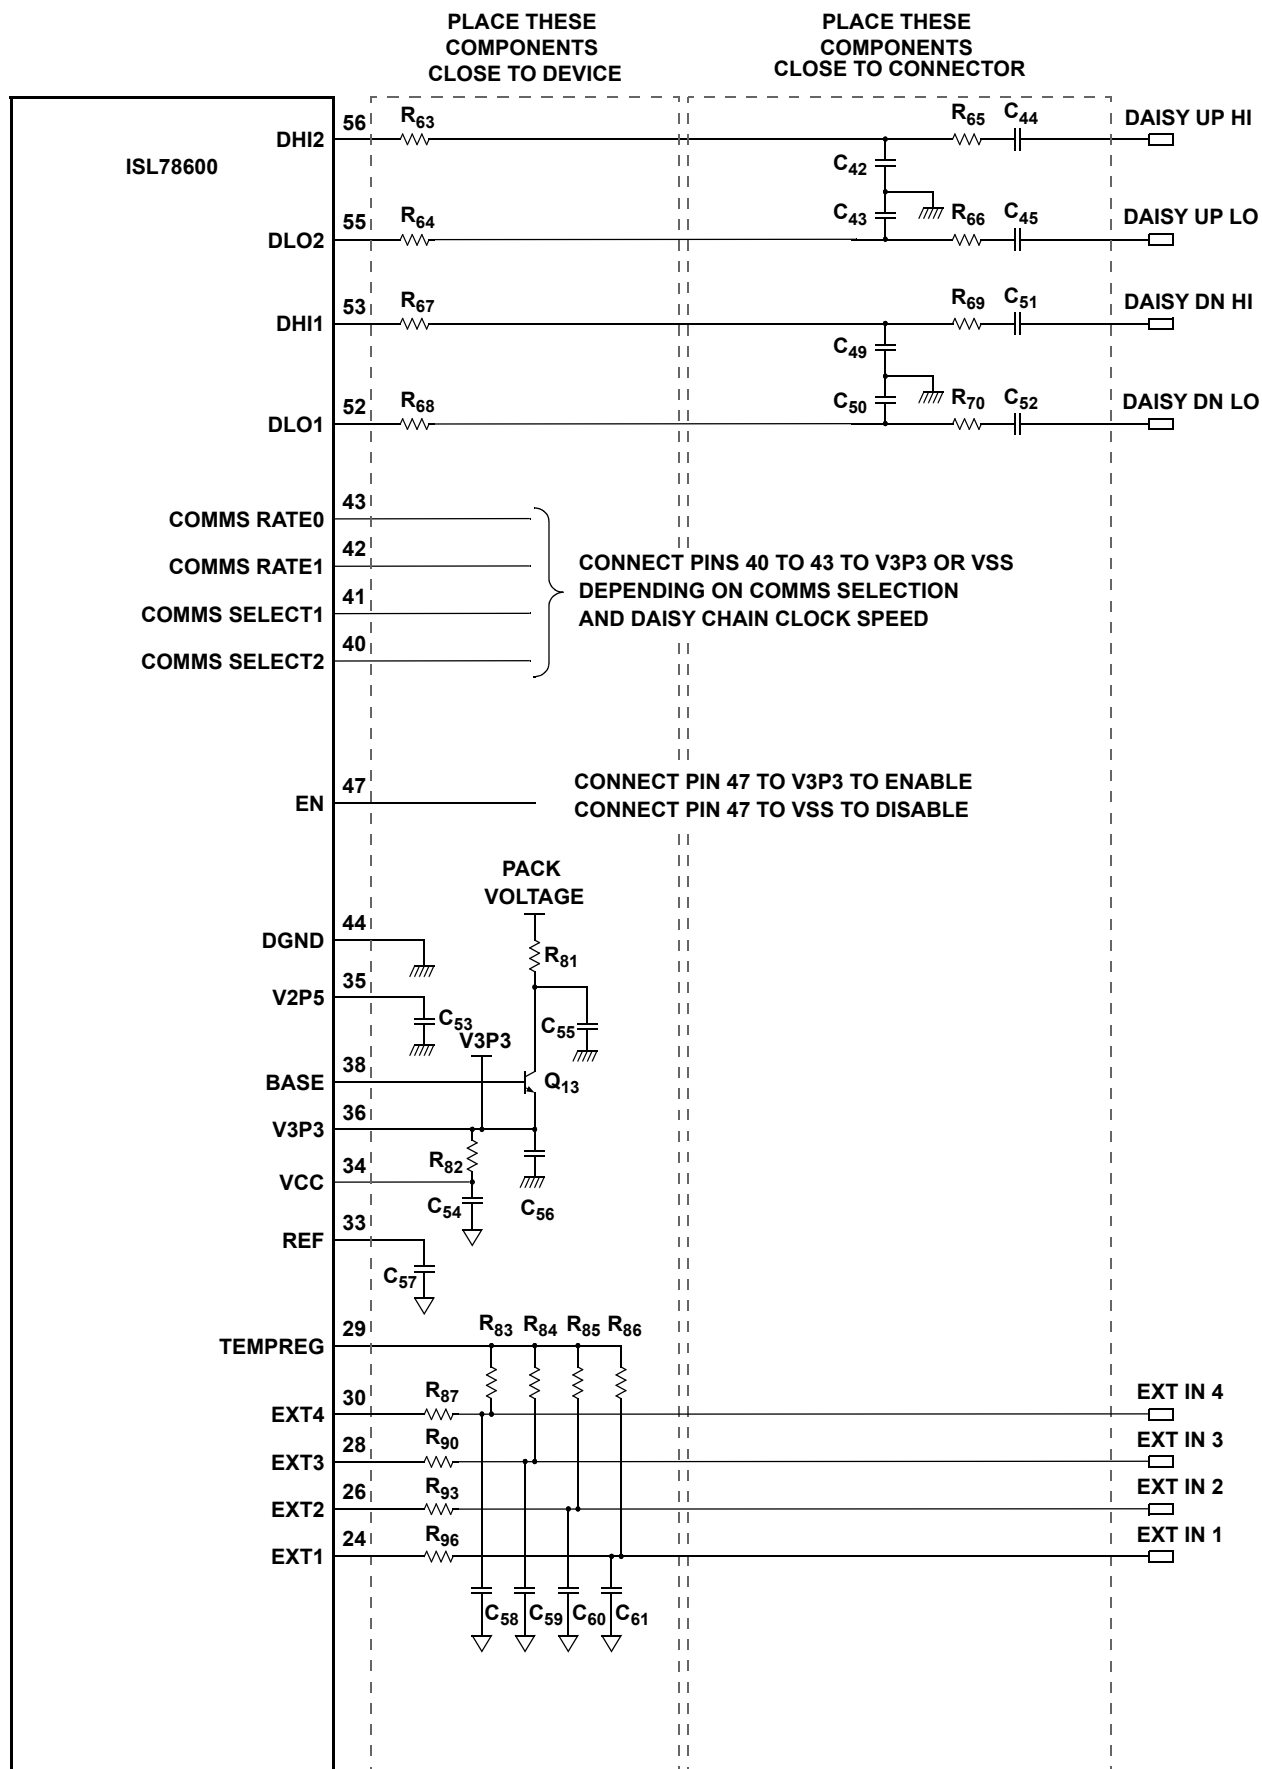 PLACE THESE
COMPONENTS
CLOSE TO DEVICE
PLACE THESE
COMPONENTS
CLOSE TO CONNECTOR
ISL78600
DHI2 56 R63 R65 C44 DAISY UP HI
C42
DLO2 55 R64 C43 R66 C45 DAISY UP LO
DHI1 53 R67 R69 C51 DAISY DN HI
C49
DLO1 52 R68 C50 R70 C52 DAISY DN LO
COMMS RATE0 43
COMMS RATE1 42
COMMS SELECT1 41
COMMS SELECT2 40
CONNECT PINS 40 TO 43 TO V3P3 OR VSS
DEPENDING ON COMMS SELECTION
AND DAISY CHAIN CLOCK SPEED
EN 47
CONNECT PIN 47 TO V3P3 TO ENABLE
CONNECT PIN 47 TO VSS TO DISABLE
PACK
VOLTAGE
DGND 44
R81
V2P5 35
C53
C55
V3P3
BASE 38
Q13
V3P3 36
R82
VCC 34
C54
C56
REF 33
C57
TEMPREG 29 R83 R84 R85 R86
EXT4 30 R87 EXT IN 4
EXT3 28 R90 EXT IN 3
EXT2 26 R93 EXT IN 2
EXT1 24 R96 EXT IN 1
C58 C59 C60 C61